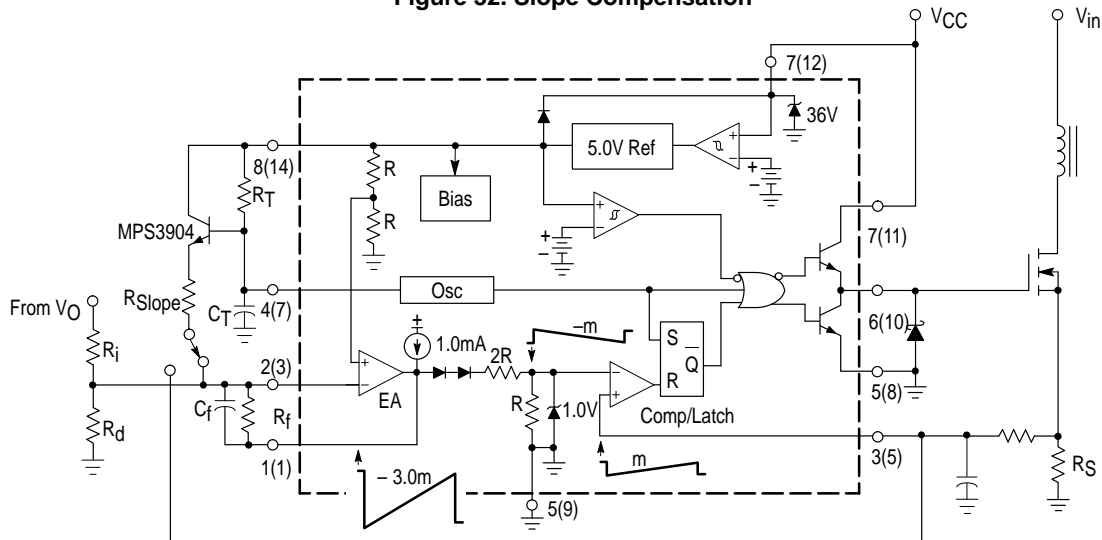 Figure 32. Slope Compensation
VCC
Vin
7(12)
36V
5.0V Ref
+
–
+
–
8(14)
R
Bias
RT
R
+
–
MPS3904
+
–
7(11)
RSlope
CT
4(7)
Osc
From VO
6(10)
–m
+
1.0mA
S
Q
R
2R
Ri
2(3)
+
–
EA
–
+
5(8)
Cf
Rf
R
1.0V
Comp/Latch
Rd
1(1)
m
3(5)
RS
– 3.0m
5(9)